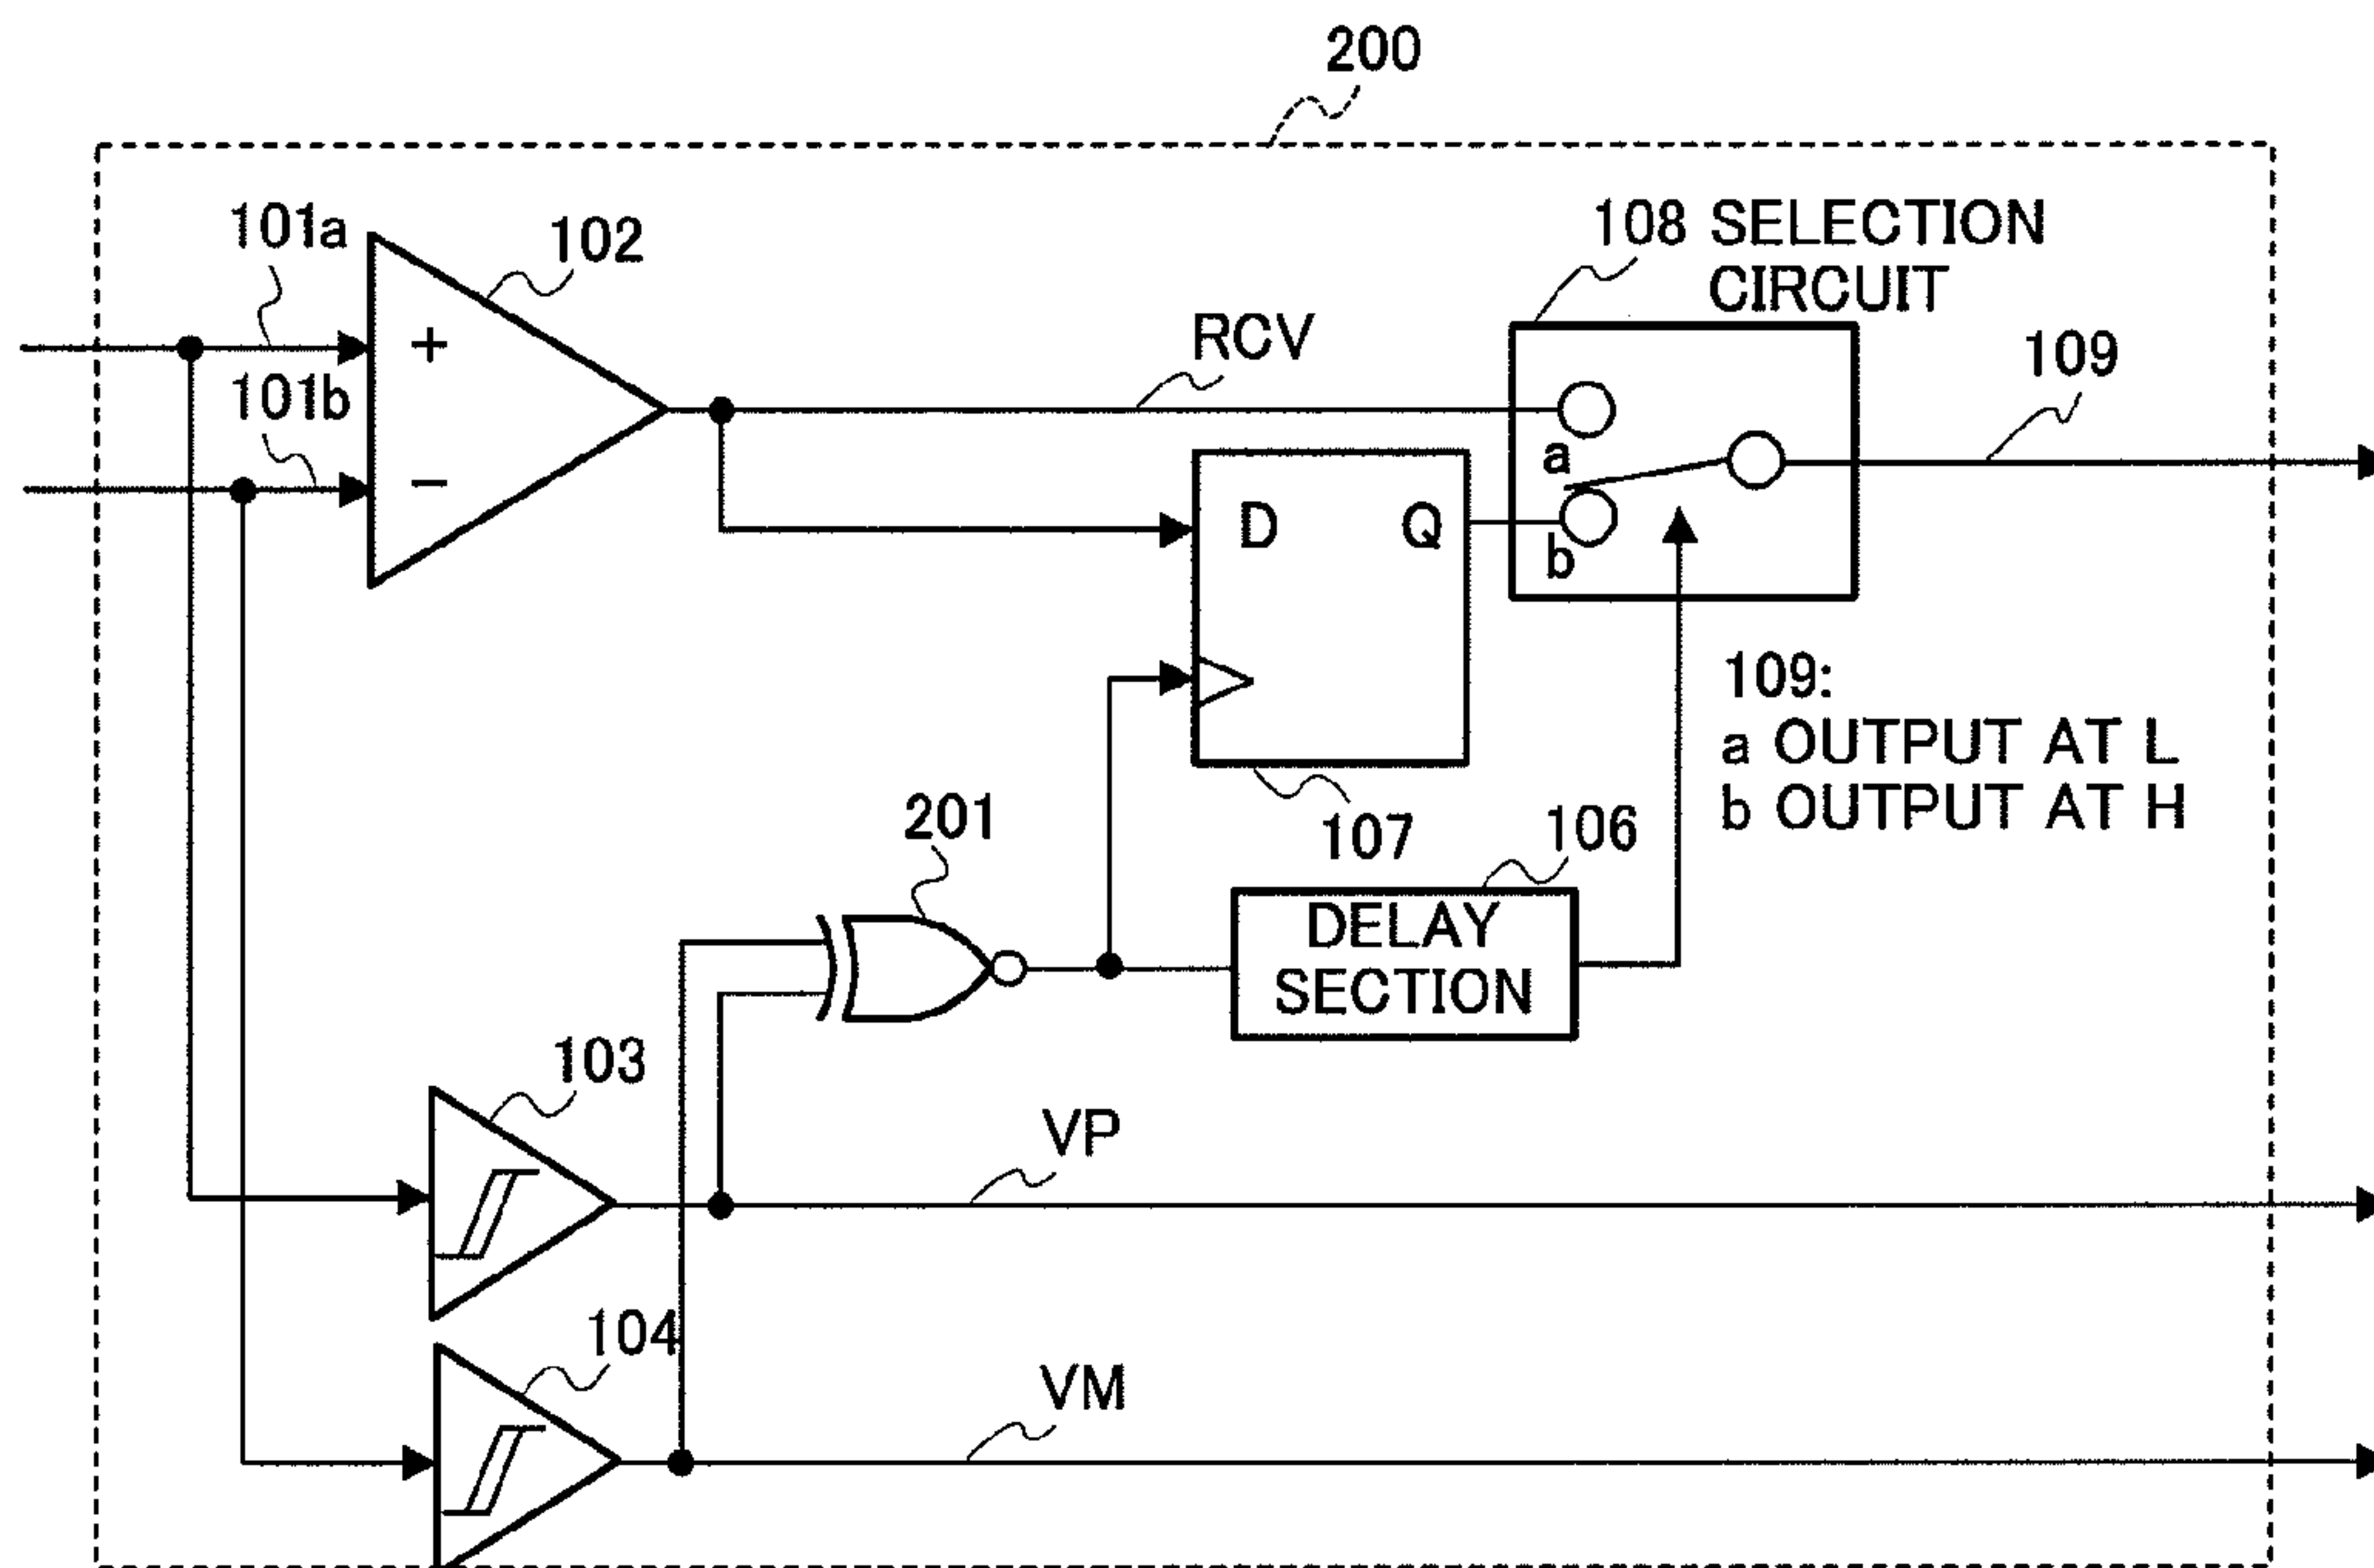 200
101a
102
108 SELECTION
CIRCUIT
RCV
109
101b
+
a
−
D
Q
b
109:
a OUTPUT AT L
b OUTPUT AT H
201
107
106
DELAY
SECTION
103
VP
104
VM